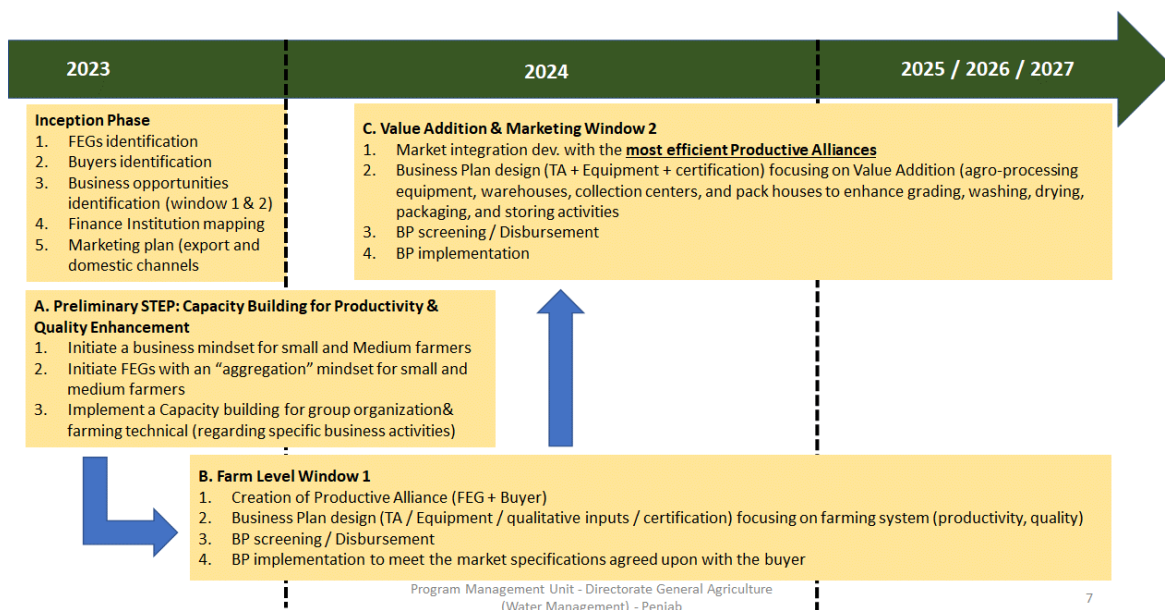 2023
2024
2025 / 2026 / 2027
Inception Phase
1. FEGs identification
2. Buyers identification
3. Business opportunities
identification (window 1 & 2)
4. Finance Institution mapping
5. Marketing plan (export and
domestic channels
C. Value Addition & Marketing Window 2
1. Market integration dev. with the most efficient Productive Alliances
2. Business Plan design (TA + Equipment + certification) focusing on Value Addition (agro-processing
equipment, warehouses, collection centers, and pack houses to enhance grading, washing, drying,
packaging, and storing activities
3. BP screening / Disbursement
4. BP implementation
A. Preliminary STEP: Capacity Building for Productivity &
Quality Enhancement
1. Initiate a business mindset for small and Medium farmers
2. Initiate FEGs with an “aggregation” mindset for small and
medium farmers
3. Implement a Capacity building for group organization&
farming technical (regarding specific business activities)
B. Farm Level Window 1
1. Creation of Productive Alliance (FEG + Buyer)
2. Business Plan design (TA / Equipment / qualitative inputs / certification) focusing on farming system (productivity, quality)
3. BP screening / Disbursement
4. BP implementation to meet the market specifications agreed upon with the buyer
Program Management Unit - Directorate General Agriculture
(Water Management) - Penjab
7